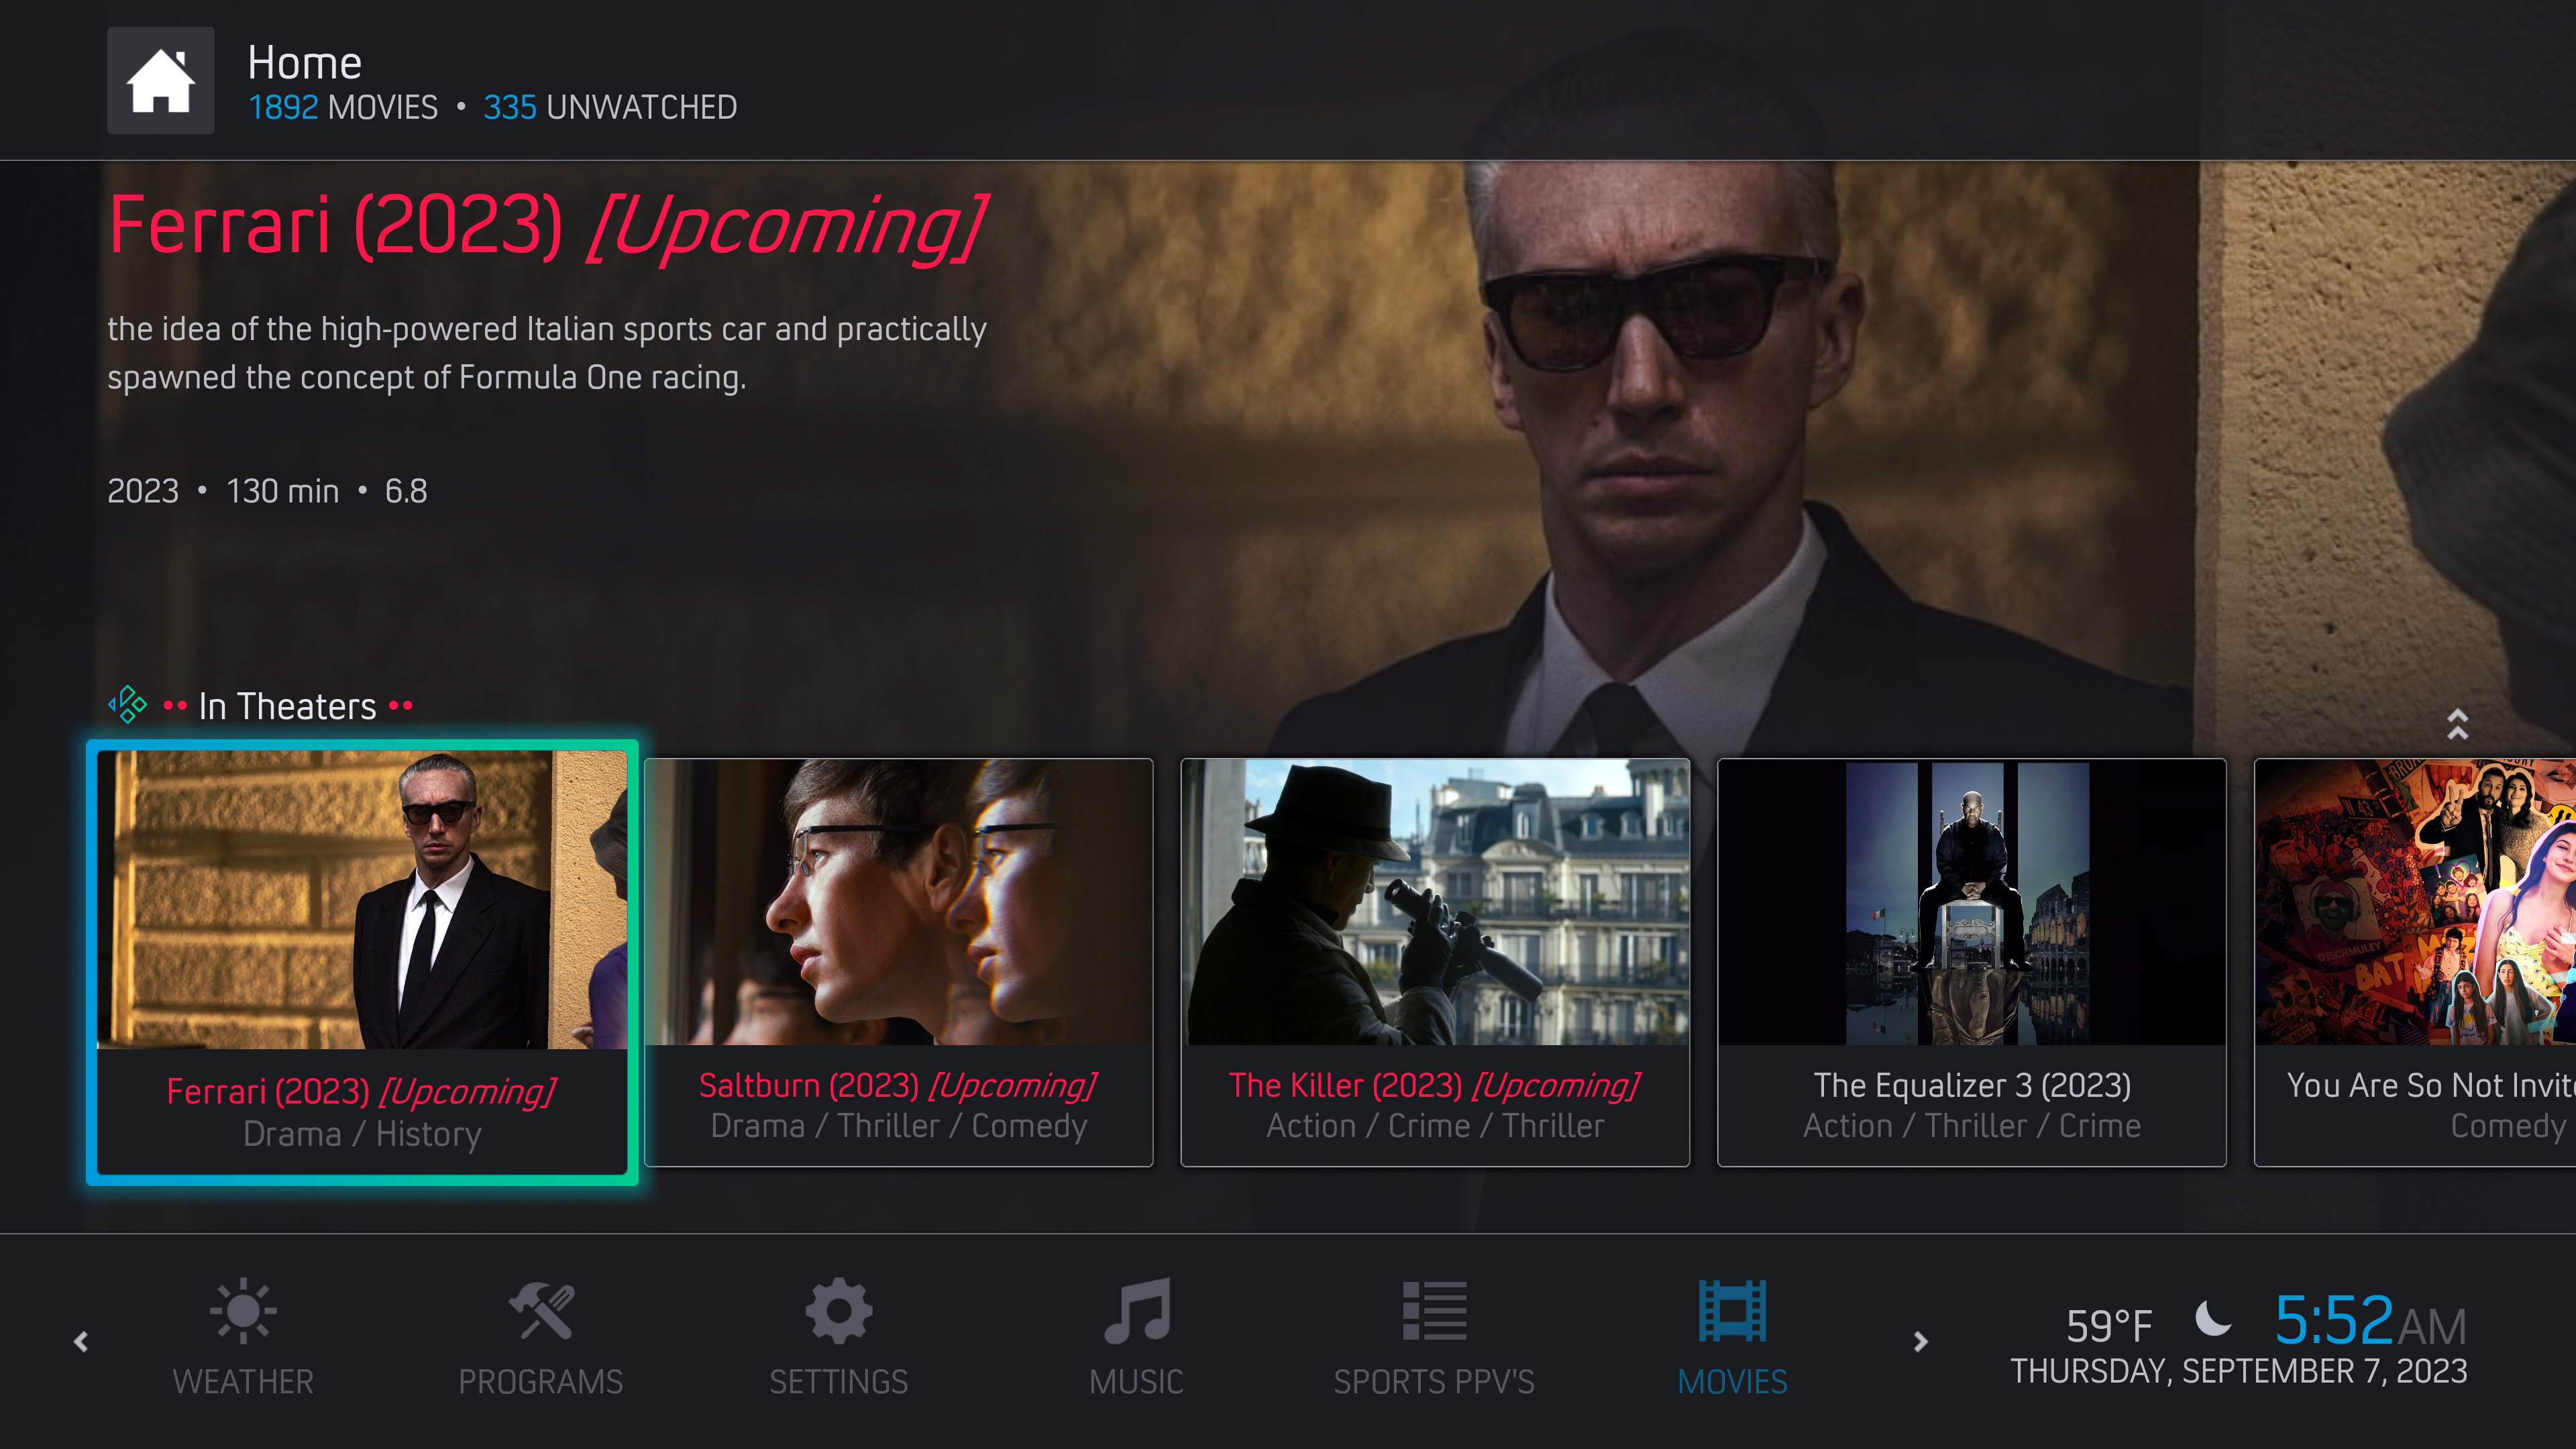 Home
1892 MOVIES • 335 UNWATCHED
Ferrari (2023) [Upcoming]
the idea of the high-powered Italian sports car and practically
spawned the concept of Formula One racing.
2023 • 130 min • 6.8
•• In Theaters ••
Ferrari (2023) [Upcoming]
Drama / History
Saltburn (2023) [Upcoming]
Drama / Thriller / Comedy
The Killer (2023) [Upcoming]
Action / Crime / Thriller
The Equalizer 3 (2023)
Action / Thriller / Crime
DJSCHMULEY
BAT
You Are So Not Invit
Comedy
WEATHER
PROGRAMS
SETTINGS
MUSIC
SPORTS PPV'S
MOVIES
59°F
5:52AM
THURSDAY, SEPTEMBER 7, 2023